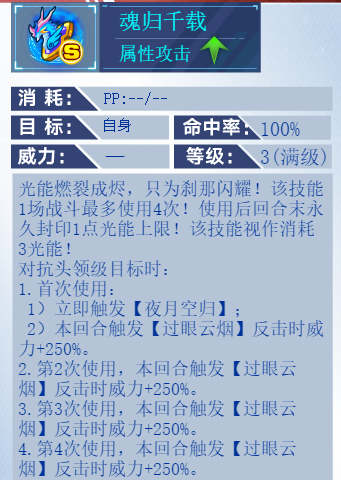 魂归千载
S
属性攻击
消耗: PP:--/--
目标: 自身 命中率: 100%
威力: — 等级: 3(满级)
光能燃裂成烬，只为刹那闪耀！该技能
1场战斗最多使用4次！使用后回合末永
久封印1点光能上限！该技能视作消耗
3光能！
对抗头领级目标时:
1.首次使用:
1）立即触发【夜月空归】;
2）本回合触发【过眼云烟】反击时威
力+250%。
2.第2次使用，本回合触发【过眼云
烟】反击时威力+250%。
3.第3次使用，本回合触发【过眼云
烟】反击时威力+250%。
4.第4次使用，本回合触发【过眼云
烟】反击时威力+250%。